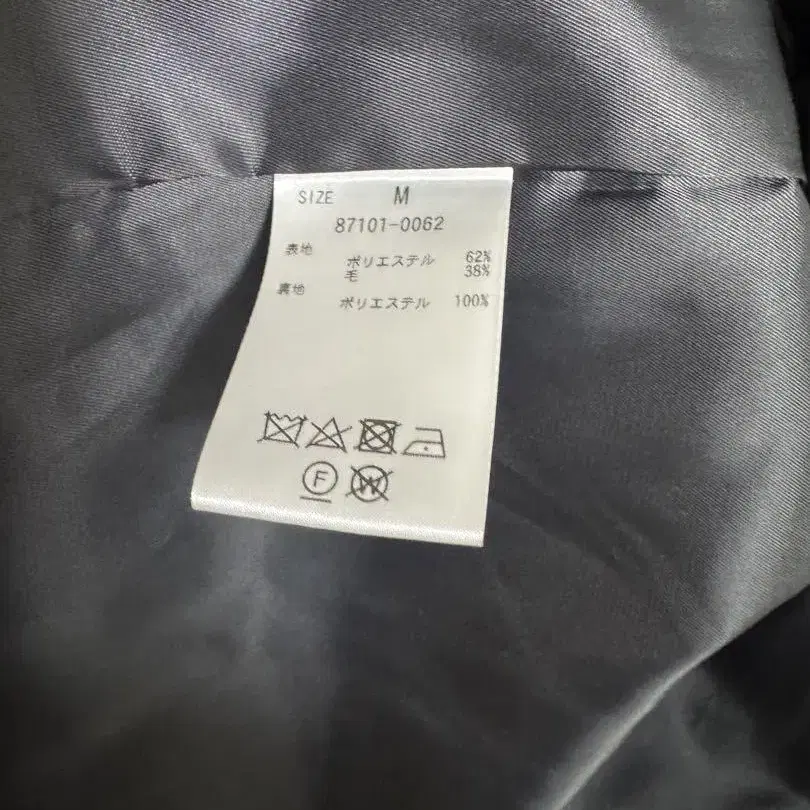 SIZE M
87101-0062
表地
ポリエステル 62%
毛 38%
裏地
ポリエステル 100%
F
W